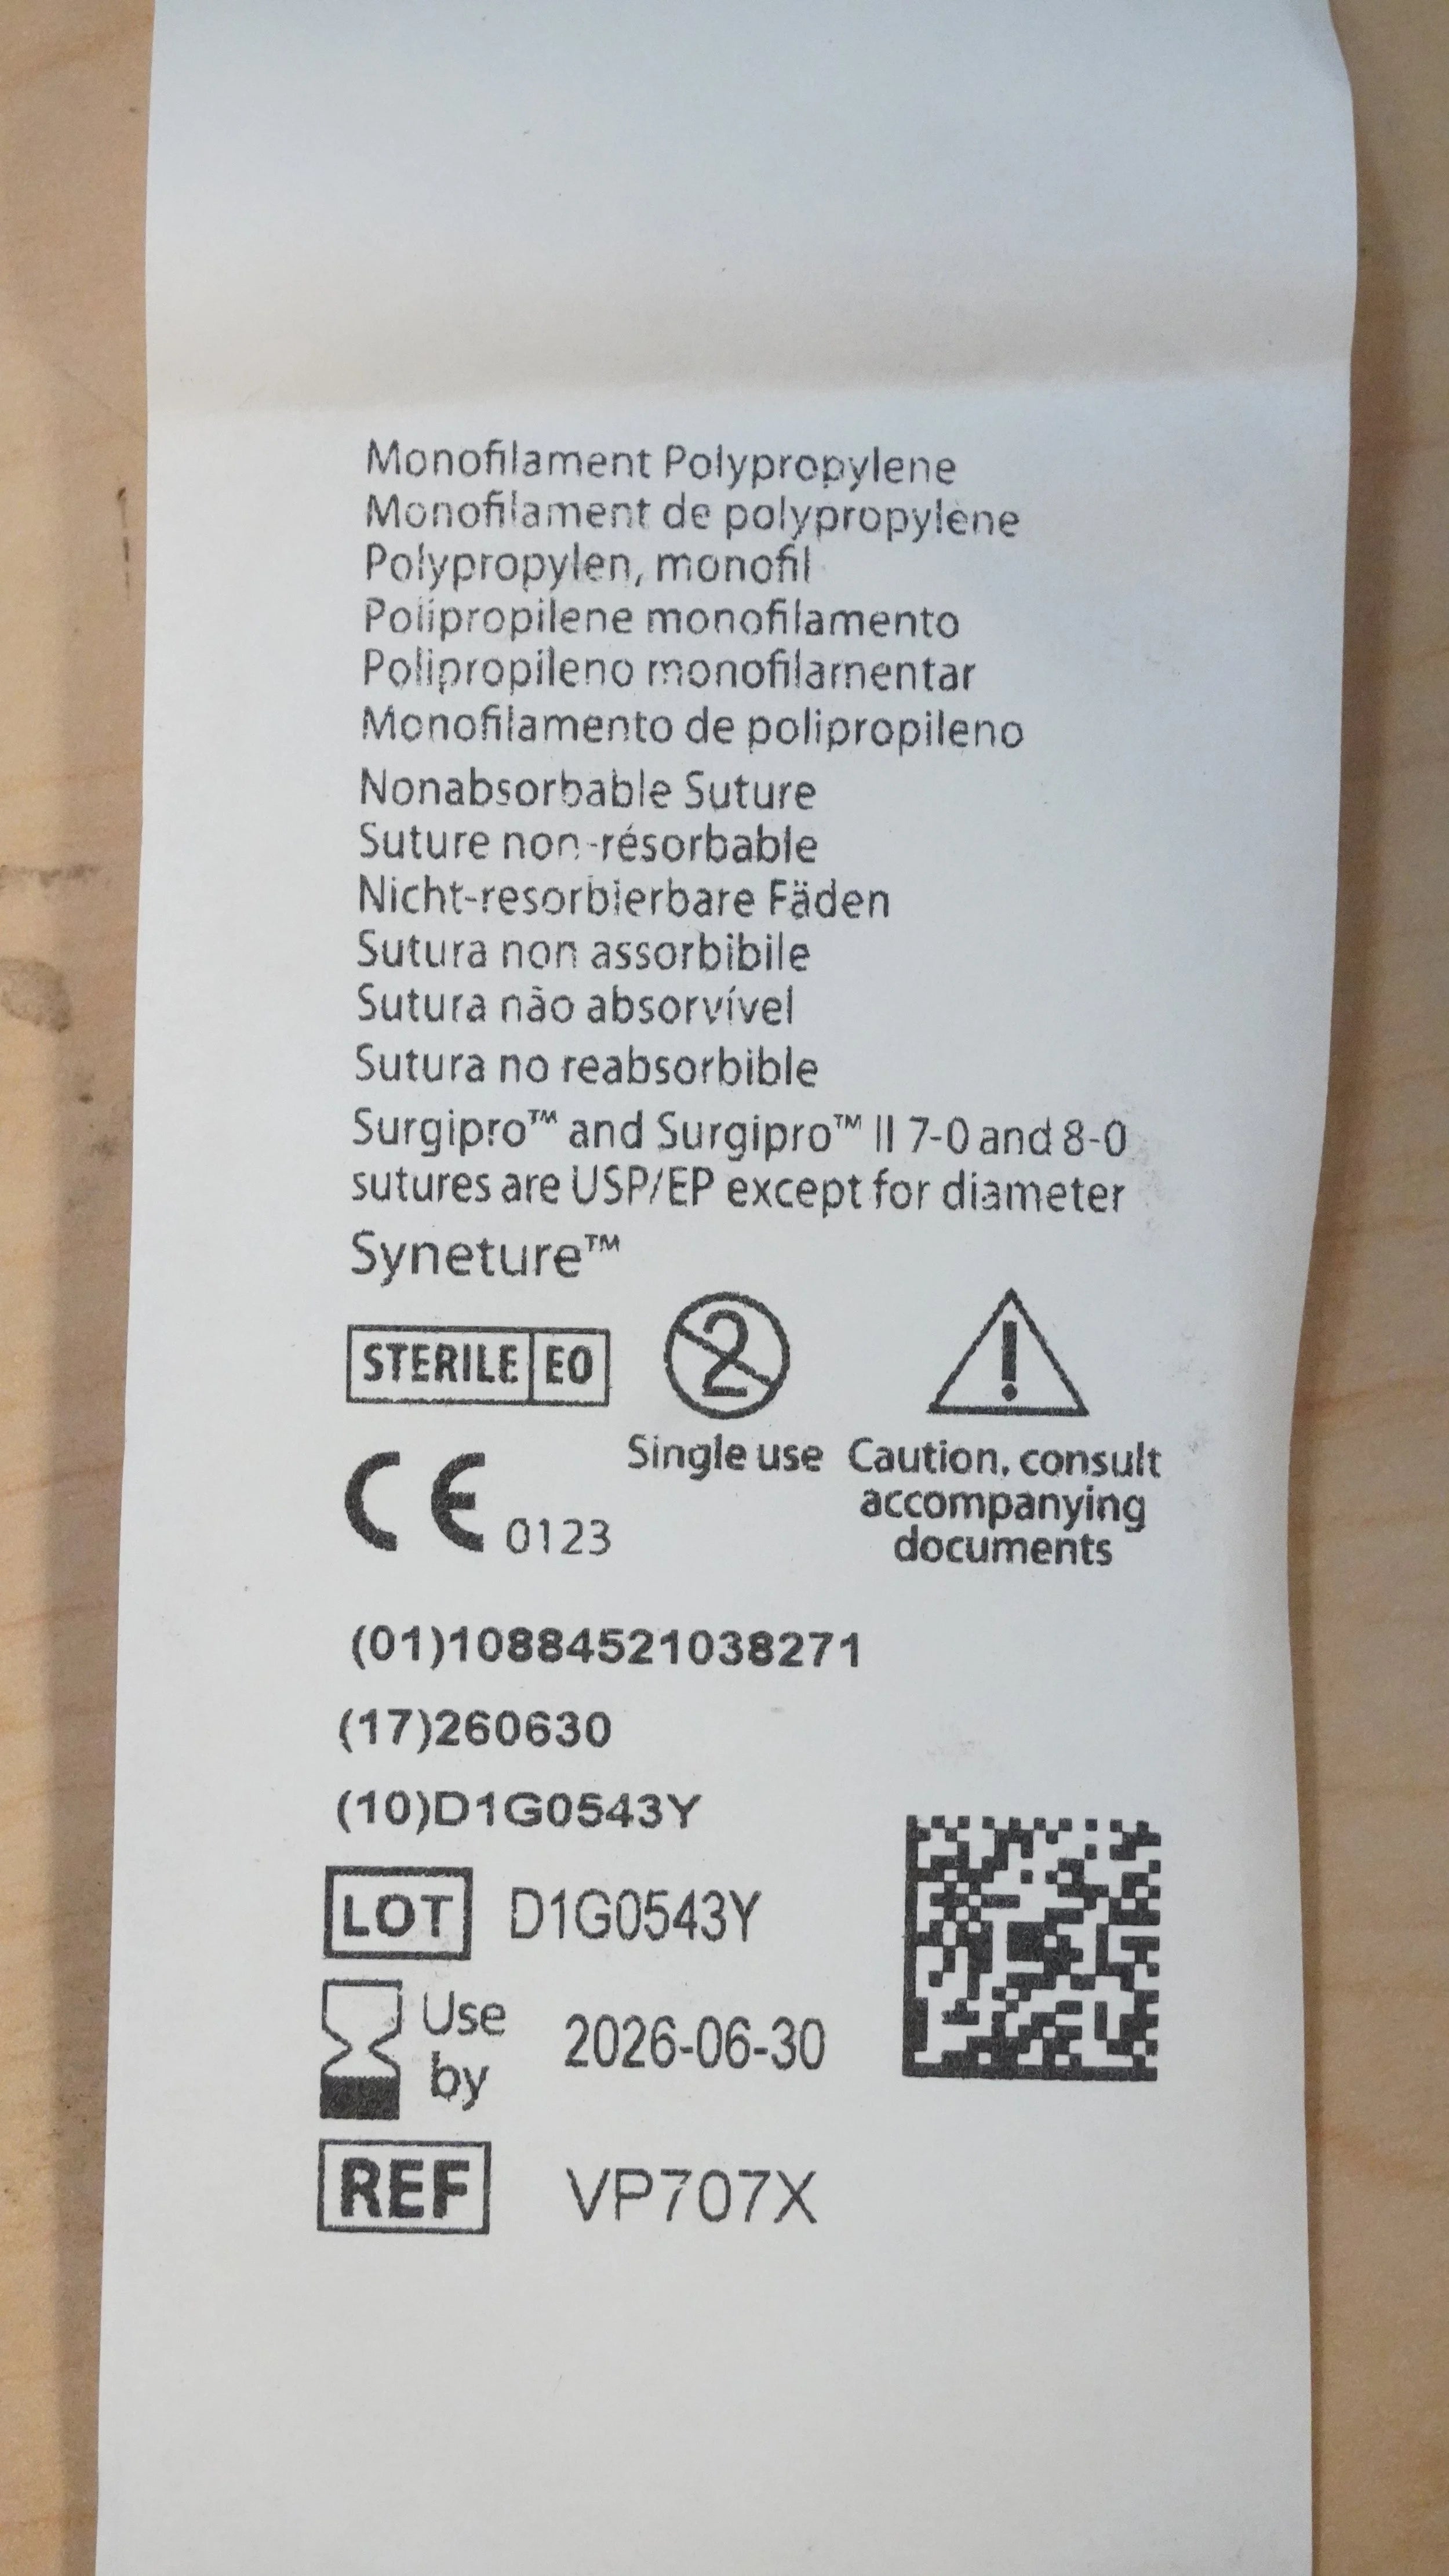 Monofilament Polypropylene
Monofilament de polypropylène
Polypropylen, monofil
Polipropilene monofilamento
Polipropileno monofilamentar
Monofilamento de polipropileno
Nonabsorbable Suture
Suture non-résorbable
Nicht-resorbierbare Fäden
Sutura non assorbibile
Sutura não absorvível
Sutura no reabsorbible
Surgipro™ and Surgipro™ II 7-0 and 8-0
sutures are USP/EP except for diameter
Syneture™
STERILE EO
2
!
Single use
Caution, consult
accompanying
documents
CE 0123
(01)10884521038271
(17)260630
(10)D1G0543Y
LOT D1G0543Y
Use
by 2026-06-30
REF VP707X